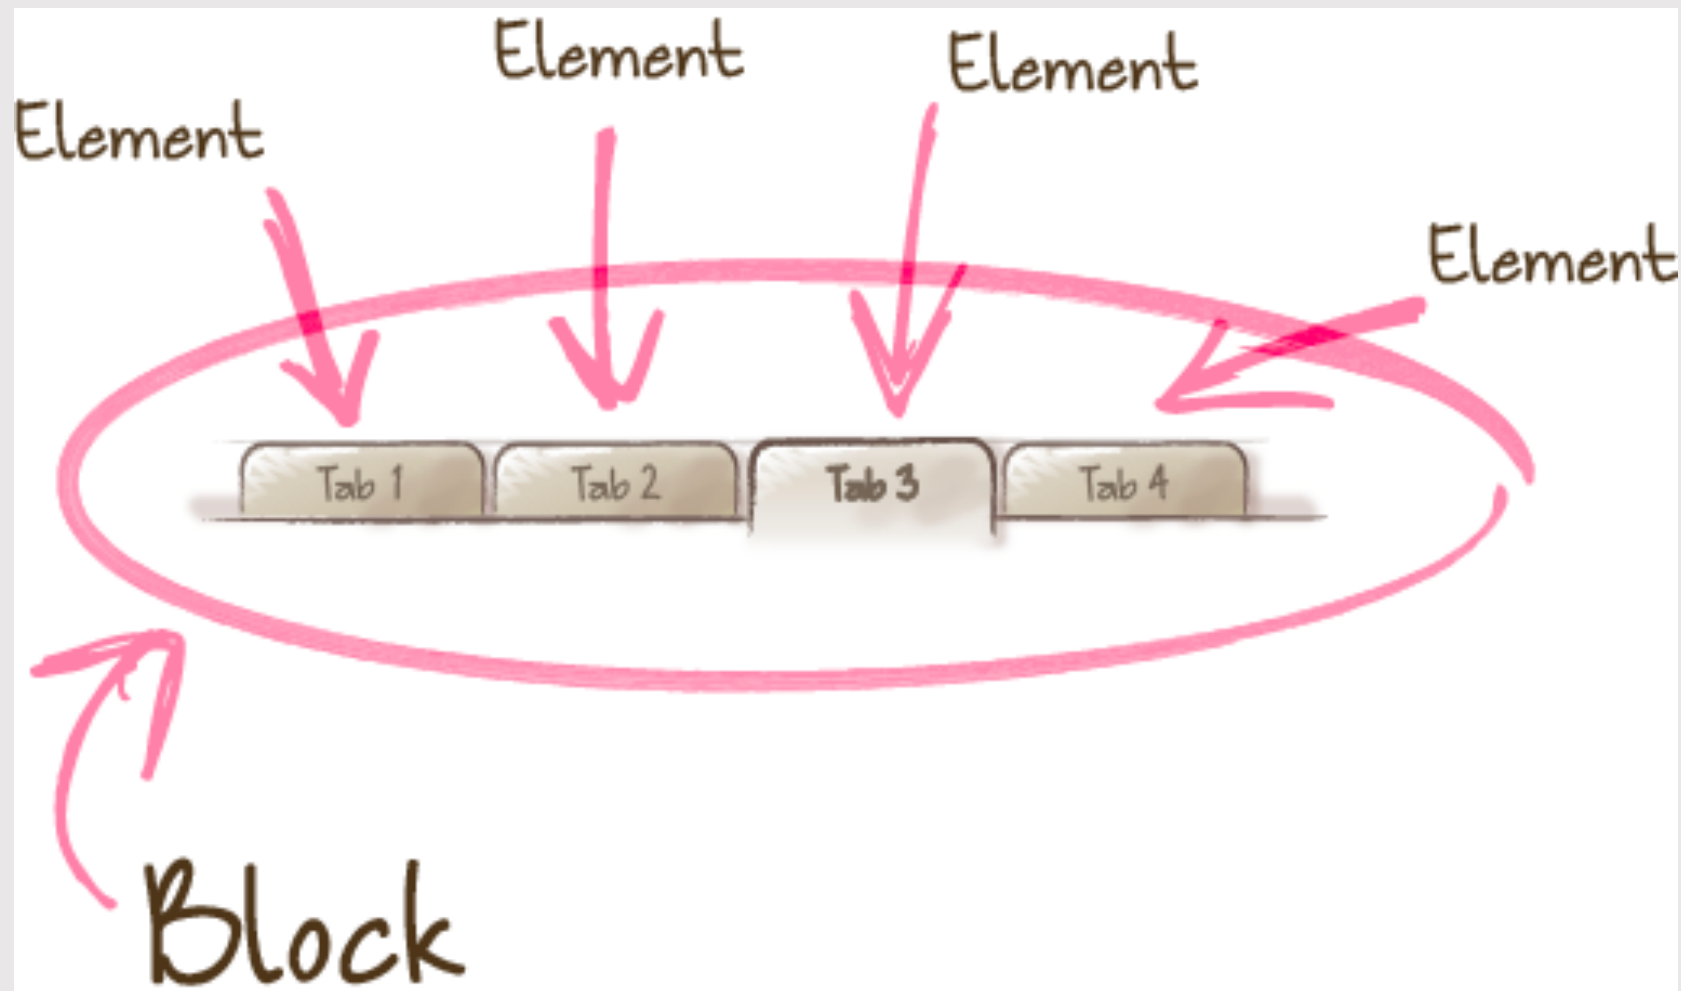 Element
Element
Element
Element
Tab 1
Tab 2
Tab 3
Tab 4
Block